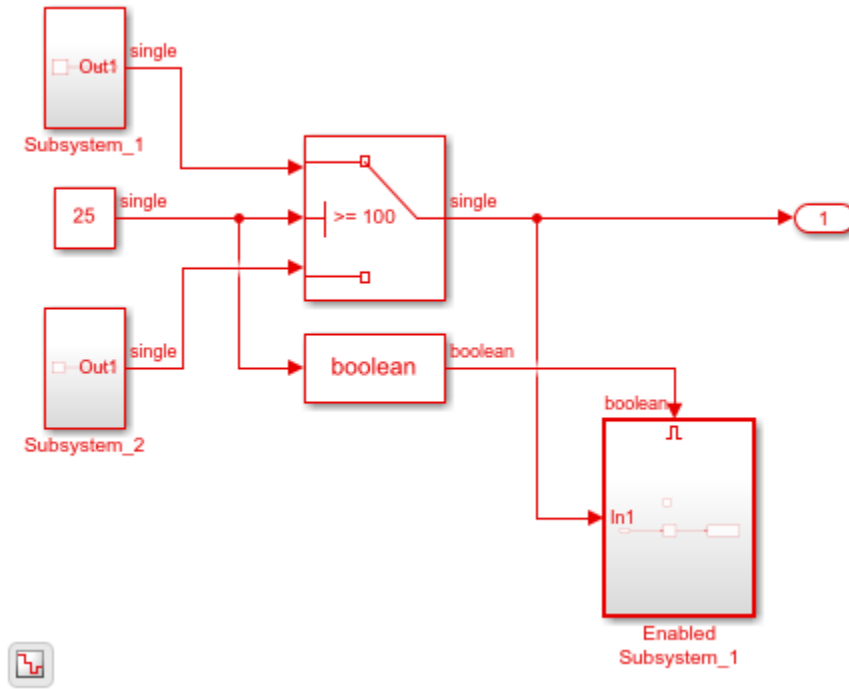 Out1
single
Subsystem_1
25
single
>= 100
single
1
Out1
single
Subsystem_2
boolean
boolean
boolean
In1
Enabled
Subsystem_1